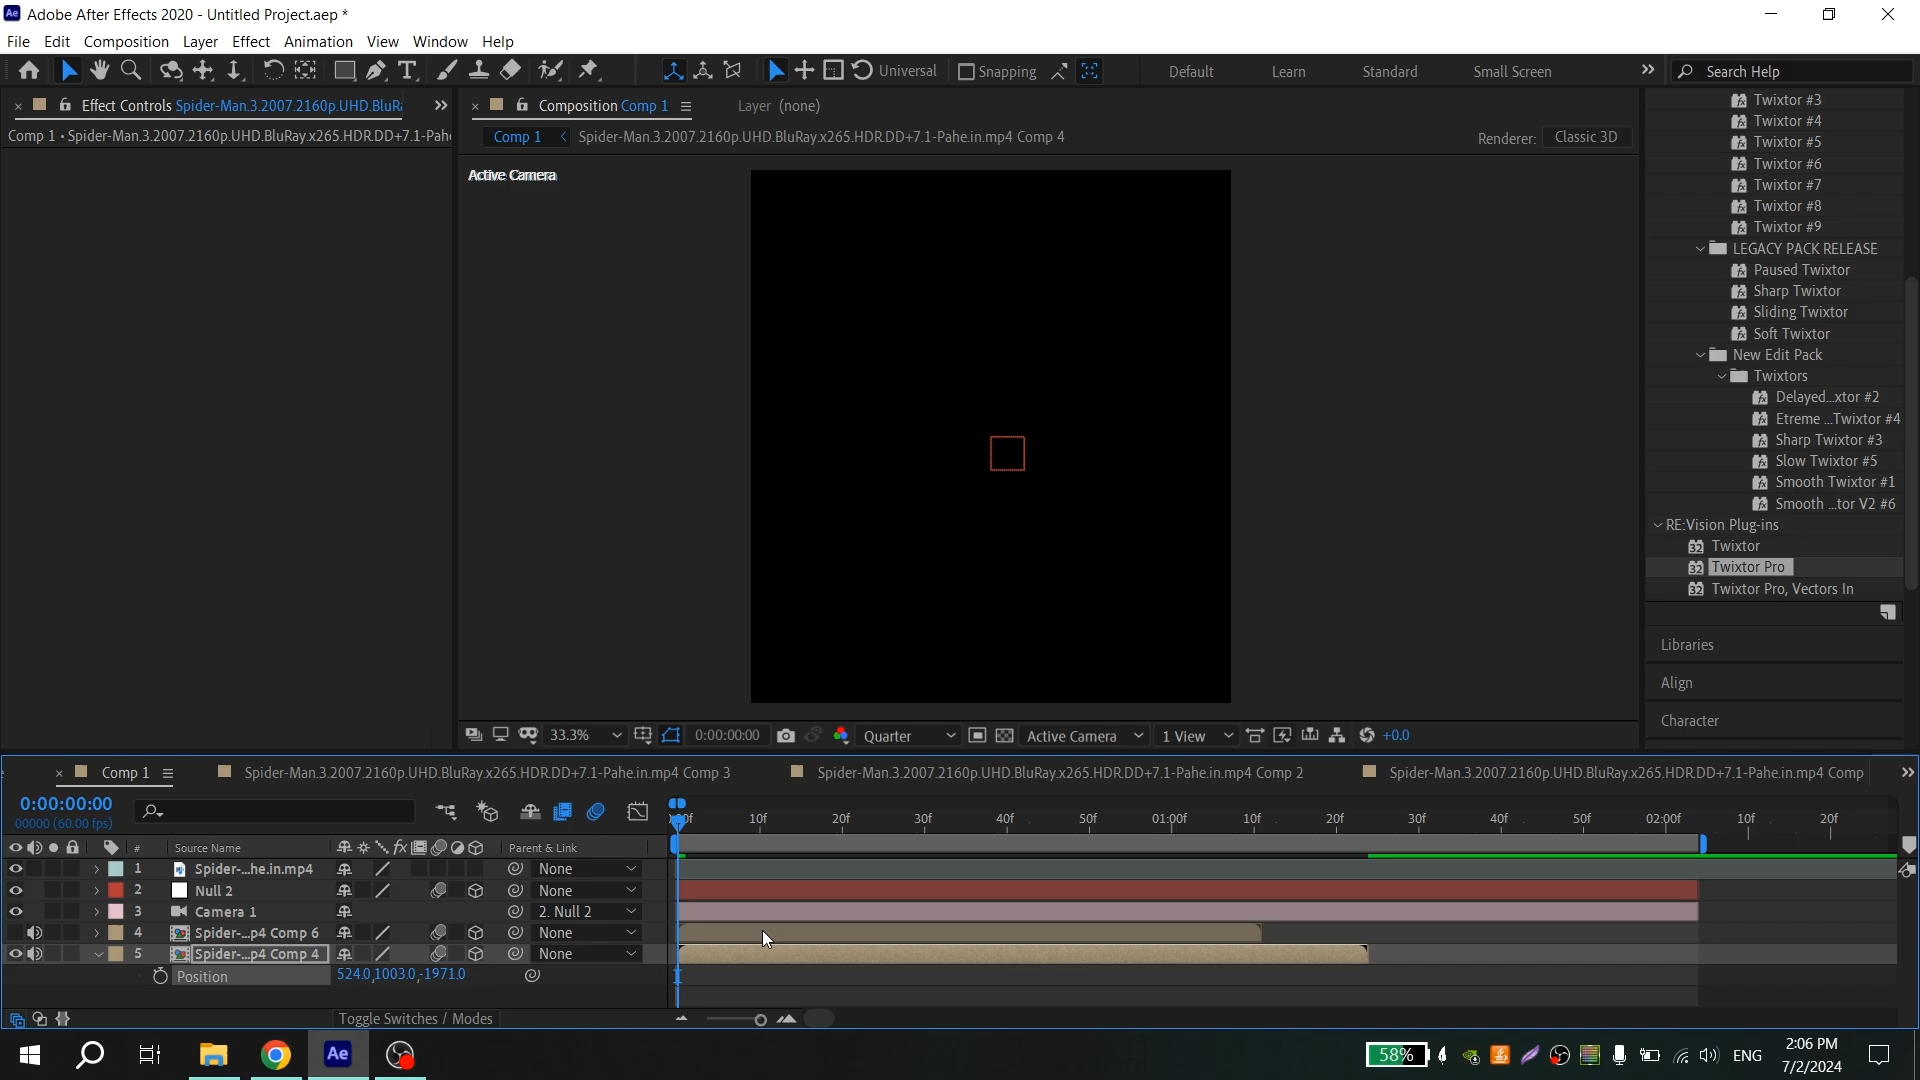 Adobe After Effects 2020 - Untitled Project.aep *
File Edit Composition Layer Effect Animation View Window Help
Universal Snapping Default Learn Standard Small Screen Search Help
Effect Controls Spider-Man.3.2007.2160p.UHD.BluRa
Composition Comp 1
Layer (none)
Comp 1 • Spider-Man.3.2007.2160p.UHD.BluRay.x265.HDR.DD+7.1-Pahe
Comp 1 Spider-Man.3.2007.2160p.UHD.BluRay.x265.HDR.DD+7.1-Pahe.in.mp4 Comp 4
Renderer: Classic 3D
Active Camera
Twixtor #3
Twixtor #4
Twixtor #5
Twixtor #6
Twixtor #7
Twixtor #8
Twixtor #9
LEGACY PACK RELEASE
Paused Twixtor
Sharp Twixtor
Sliding Twixtor
Soft Twixtor
New Edit Pack
Twixtors
Delayed...xtor #2
Etreme ...Twixtor #4
Sharp Twixtor #3
Slow Twixtor #5
Smooth Twixtor #1
Smooth ...tor V2 #6
RE:Vision Plug-ins
32 Twixtor
32 Twixtor Pro
32 Twixtor Pro, Vectors In
Libraries
Align
Character
33.3% 0:00:00:00 Quarter Active Camera 1 View +0.0
Comp 1 Spider-Man.3.2007.2160p.UHD.BluRay.x265.HDR.DD+7.1-Pahe.in.mp4 Comp 3 Spider-Man.3.2007.2160p.UHD.BluRay.x265.HDR.DD+7.1-Pahe.in.mp4 Comp 2 Spider-Man.3.2007.2160p.UHD.BluRay.x265.HDR.DD+7.1-Pahe.in.mp4 Comp
0:00:00:00
00000 (60.00 fps)
10f 20f 30f 40f 50f 01:00f 10f 20f 30f 40f 50f 02:00f 10f 20f
# Source Name Parent & Link
1 Spider-...he.in.mp4 None
2 Null 2 None
3 Camera 1 2. Null 2
4 Spider-...p4 Comp 6 None
5 Spider-...p4 Comp 4 None
Position 524.0,1003.0,-1971.0
Toggle Switches / Modes
Ae 58% ENG 2:06 PM
7/2/2024